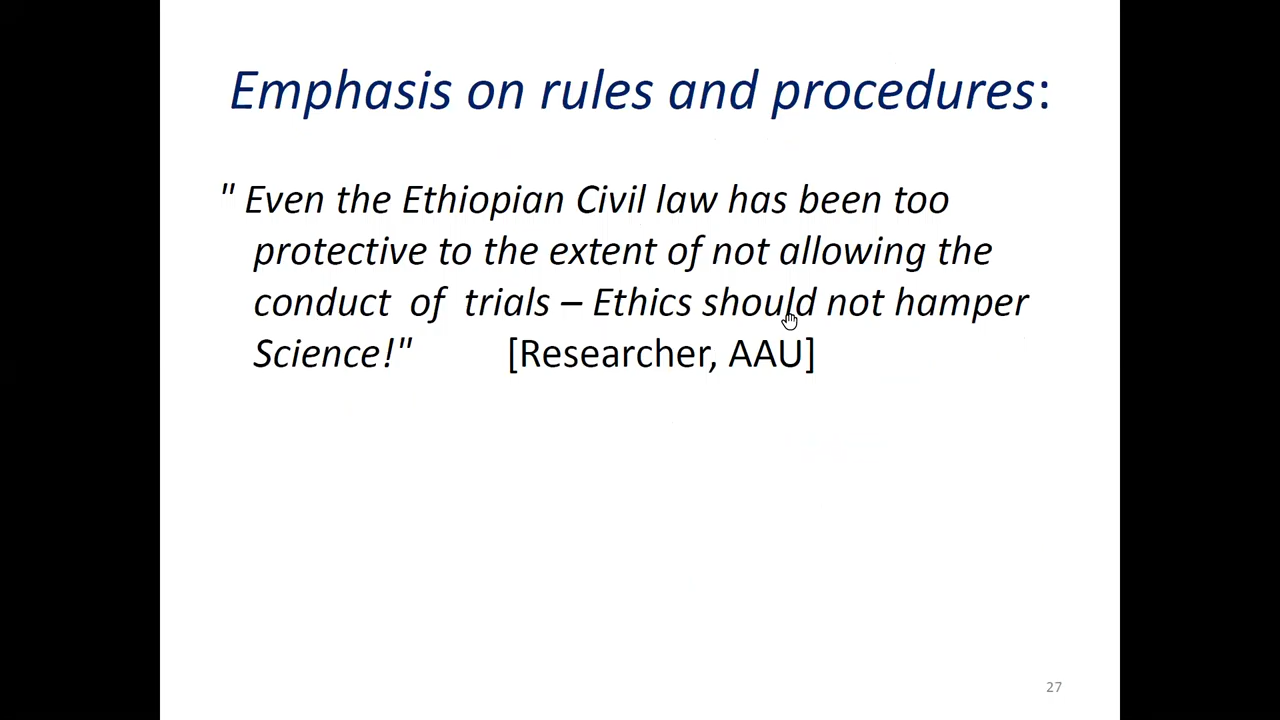 Emphasis on rules and procedures:
" Even the Ethiopian Civil law has been too
protective to the extent of not allowing the
conduct of trials – Ethics should not hamper
Science!" [Researcher, AAU]
27